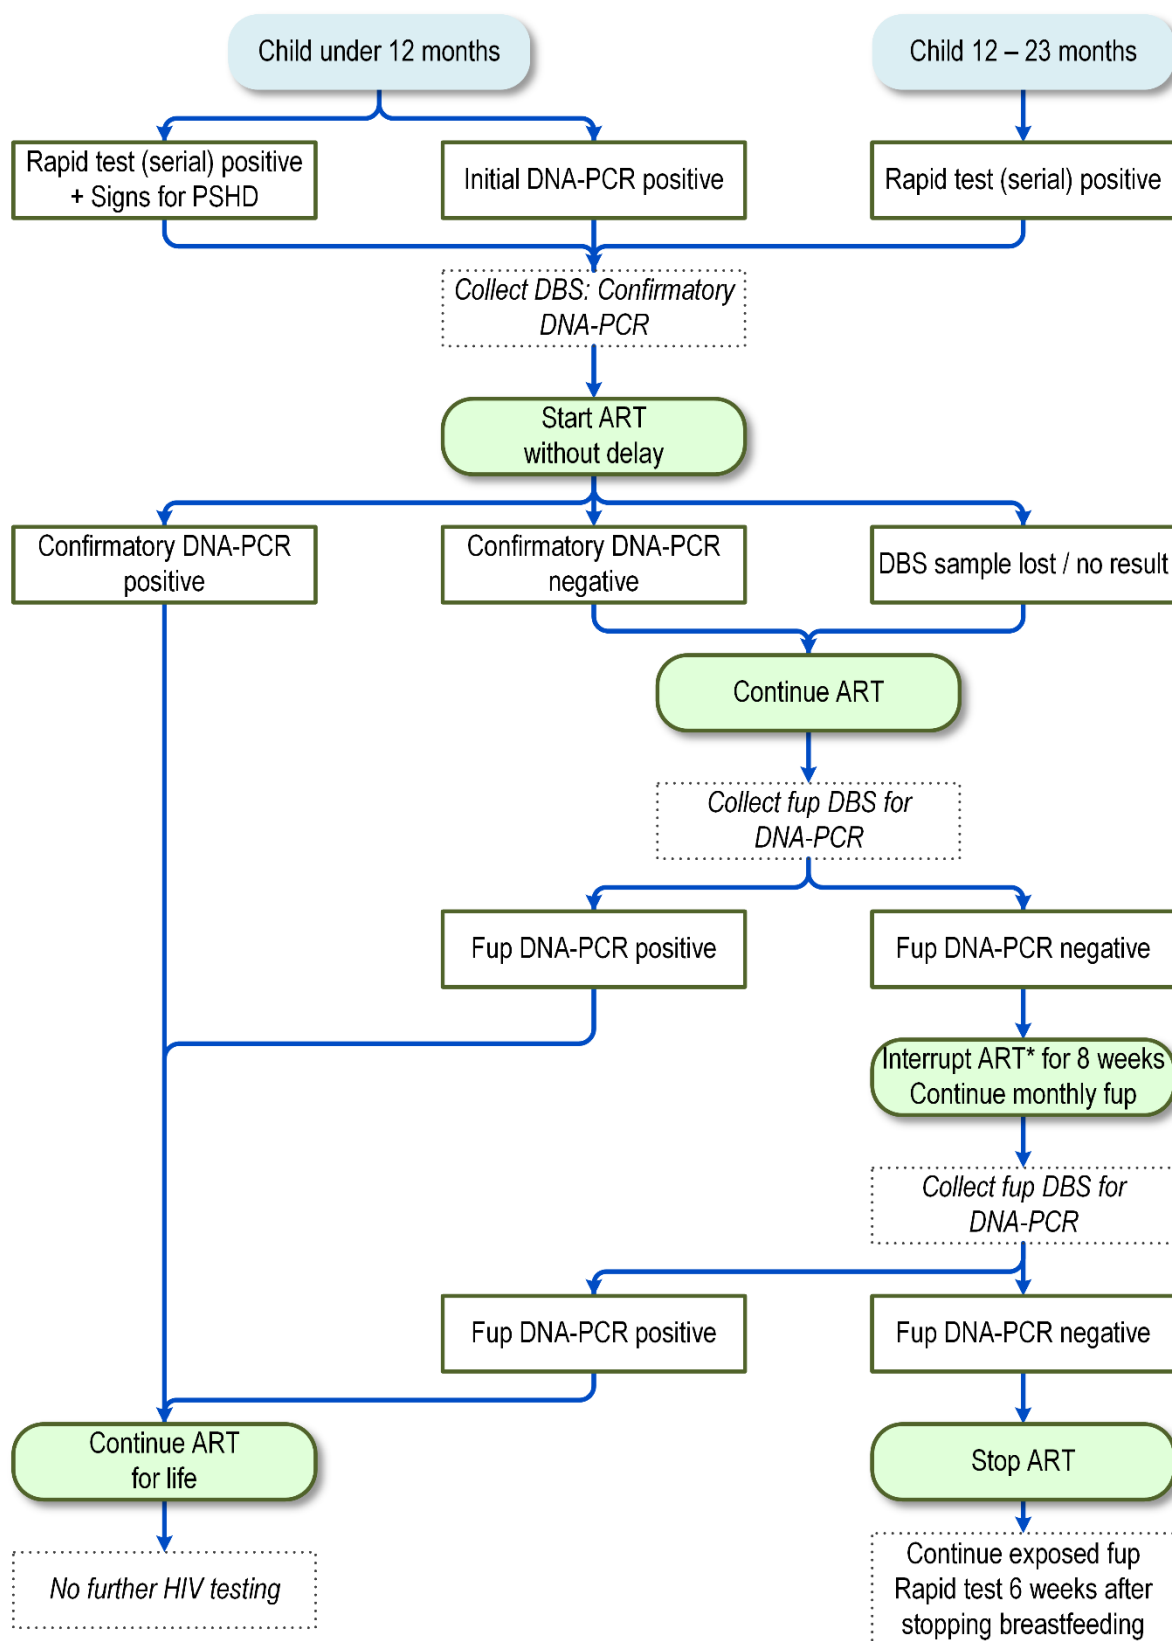 Child under 12 months
Child 12 – 23 months
Rapid test (serial) positive
+ Signs for PSHD
Initial DNA-PCR positive
Rapid test (serial) positive
Collect DBS: Confirmatory
DNA-PCR
Start ART
without delay
Confirmatory DNA-PCR
positive
Confirmatory DNA-PCR
negative
DBS sample lost / no result
Continue ART
Collect fup DBS for
DNA-PCR
Fup DNA-PCR positive
Fup DNA-PCR negative
Interrupt ART* for 8 weeks
Continue monthly fup
Collect fup DBS for
DNA-PCR
Fup DNA-PCR positive
Fup DNA-PCR negative
Continue ART
for life
Stop ART
No further HIV testing
Continue exposed fup
Rapid test 6 weeks after
stopping breastfeeding